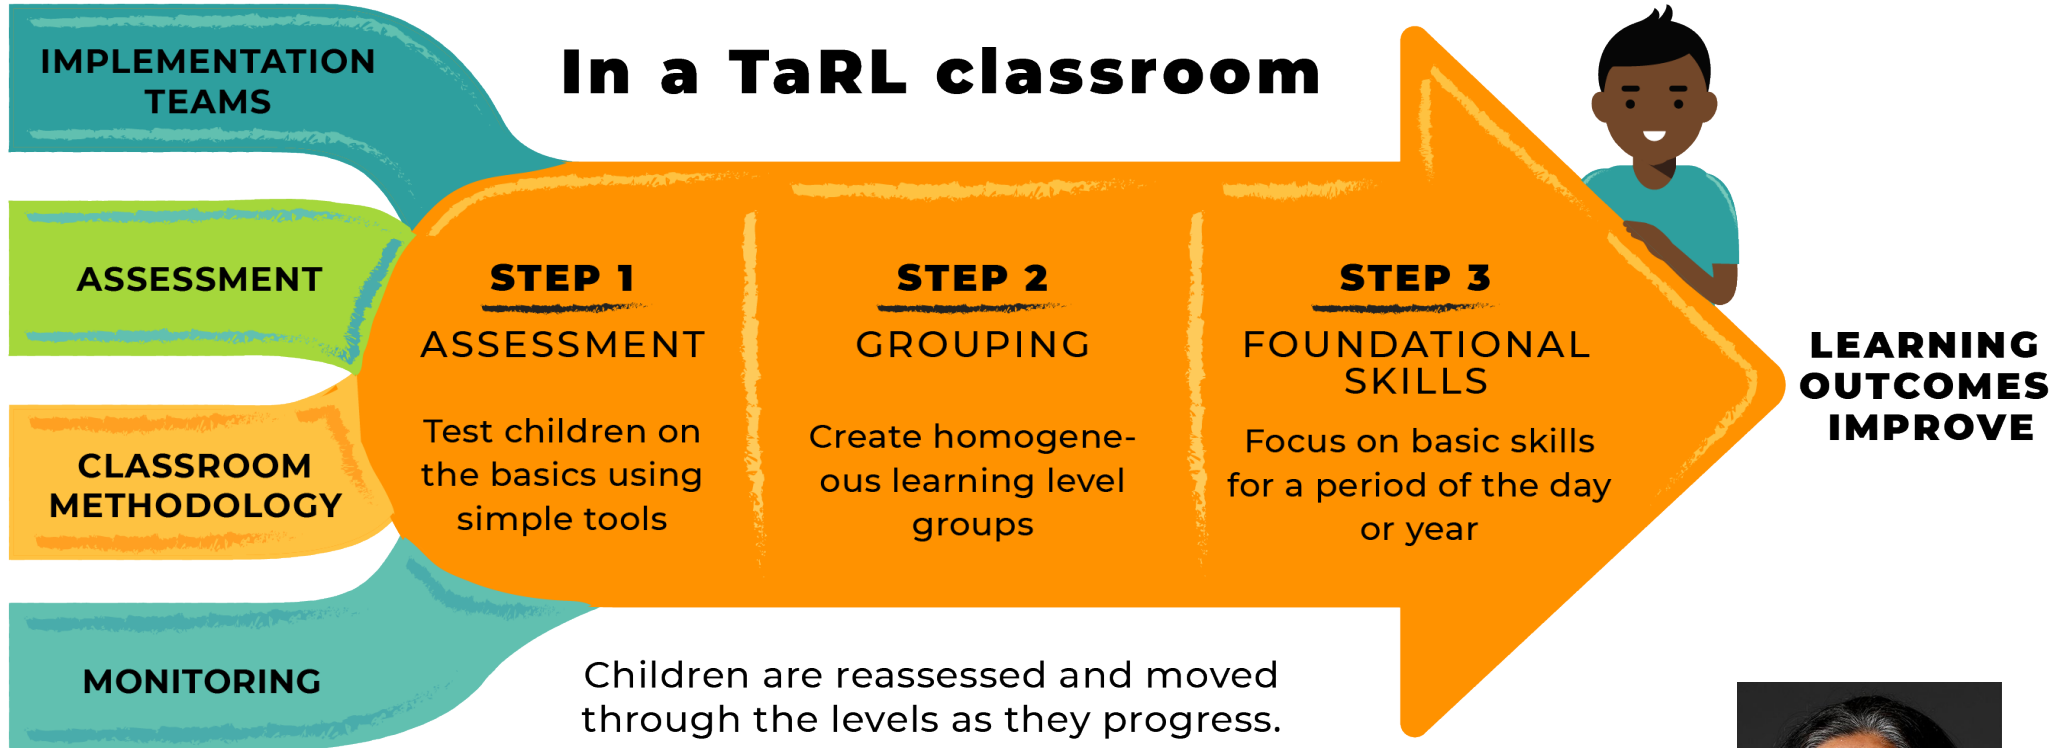 In a TaRL classroom
IMPLEMENTATION
TEAMS
ASSESSMENT
CLASSROOM
METHODOLOGY
MONITORING
STEP 1
ASSESSMENT
Test children on
the basics using
simple tools
STEP 2
GROUPING
Create homogene-
ous learning level
groups
STEP 3
FOUNDATIONAL
SKILLS
Focus on basic skills
for a period of the day
or year
LEARNING
OUTCOMES
IMPROVE
Children are reassessed and moved
through the levels as they progress.